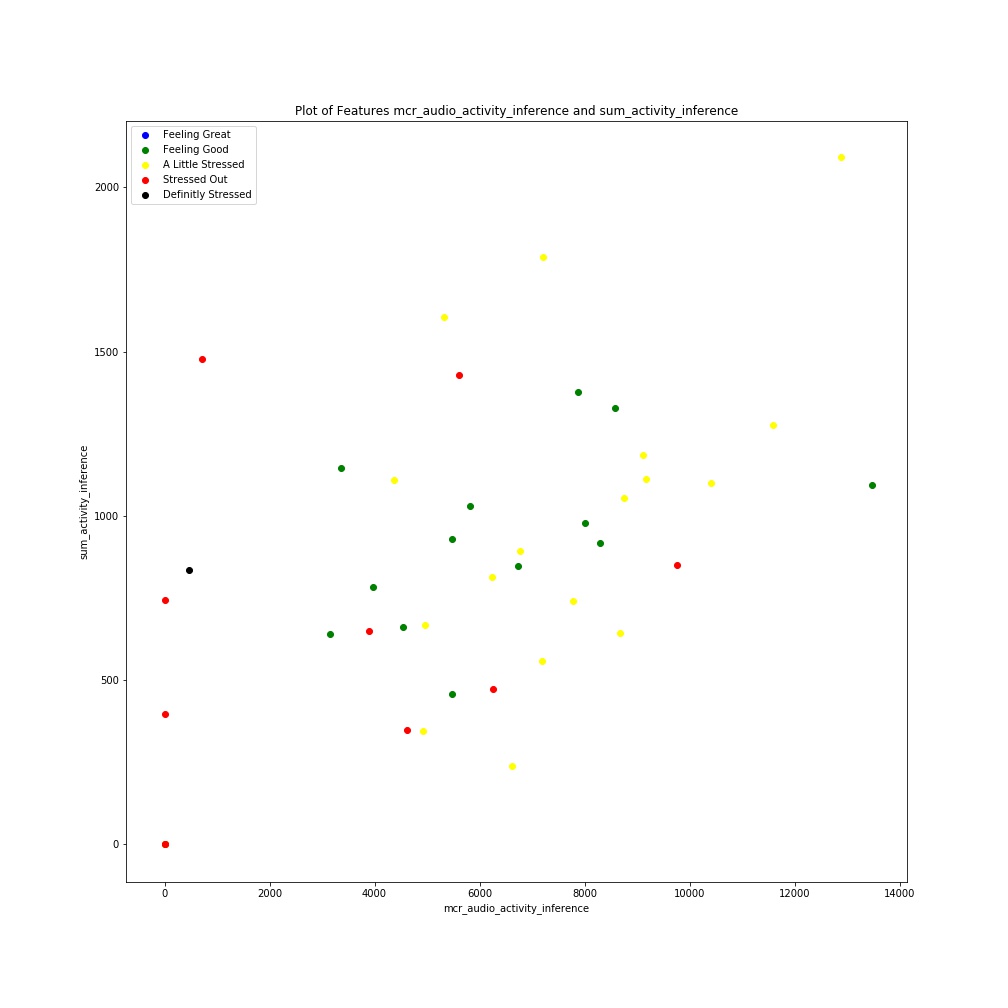 Plot of Features mcr_audio_activity_inference and sum_activity_inference
Feeling Great
Feeling Good
A Little Stressed
Stressed Out
Definitly Stressed
2000
1500
1000
500
0
sum_activity_inference
0 2000 4000 6000 8000 10000 12000 14000
mcr_audio_activity_inference